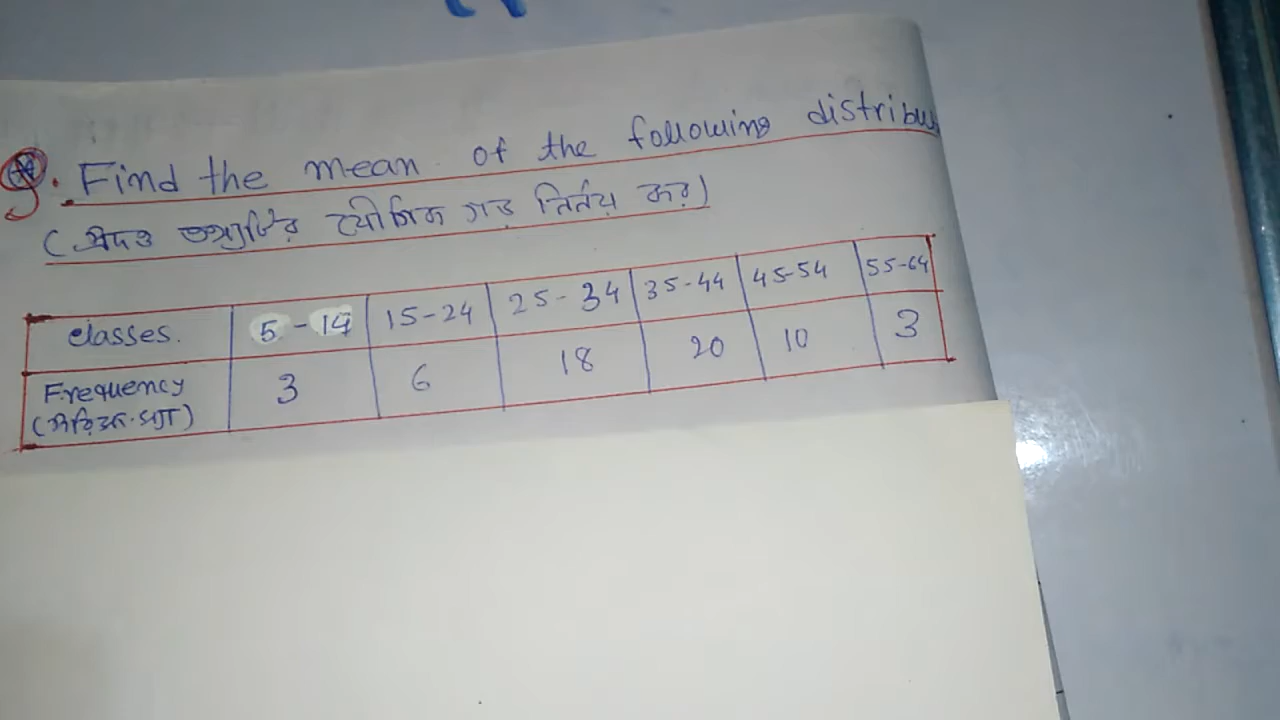 Q. Find the mean of the following distribu
(প্রদত্ত তথ্যটির যৌগিক গড় নির্ণয় কর)
classes. 5-14 15-24 25-34 35-44 45-54 55-64
Frequency 3 6 18 20 10 3
(পরিসংখ্যা)